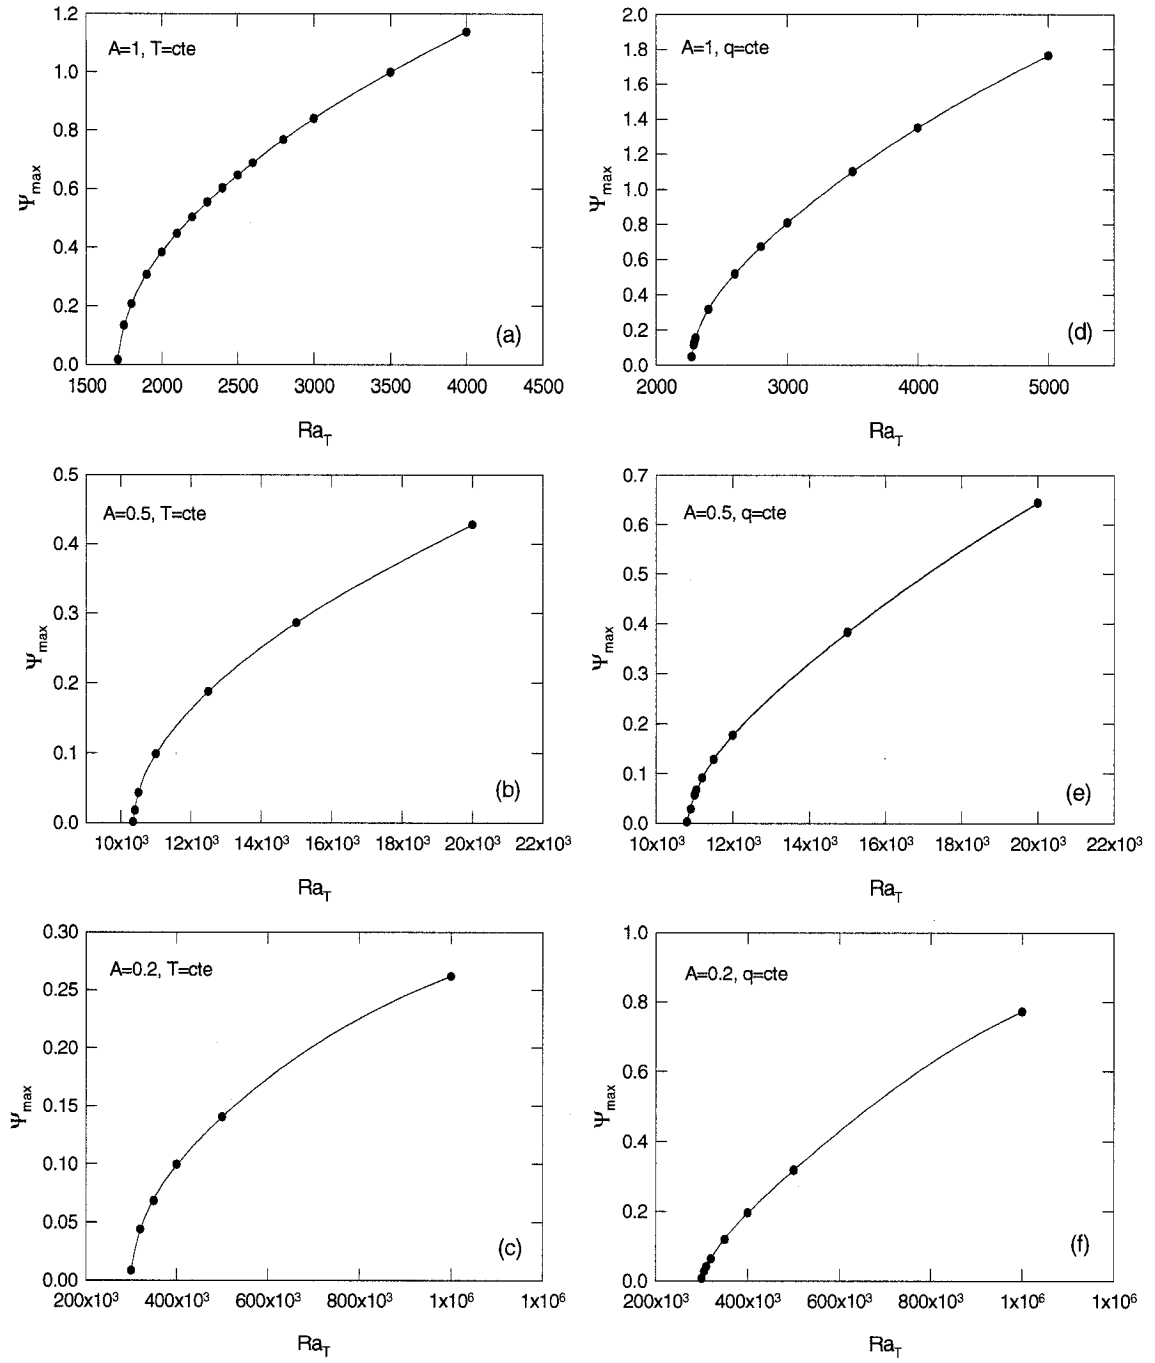 1.2
A=1, T=cte
1.0
0.8
Ψmax
0.6
0.4
0.2
(a)
0.0
1500 2000 2500 3000 3500 4000 4500
RaT
2.0
A=1, q=cte
1.8
1.6
1.4
1.2
Ψmax
1.0
0.8
0.6
0.4
0.2
(d)
0.0
2000 3000 4000 5000
RaT
0.5
A=0.5, T=cte
0.4
0.3
Ψmax
0.2
0.1
(b)
0.0
10x10³ 12x10³ 14x10³ 16x10³ 18x10³ 20x10³ 22x10³
RaT
0.7
A=0.5, q=cte
0.6
0.5
0.4
Ψmax
0.3
0.2
0.1
(e)
0.0
10x10³ 12x10³ 14x10³ 16x10³ 18x10³ 20x10³ 22x10³
RaT
0.30
A=0.2, T=cte
0.25
0.20
0.15
Ψmax
0.10
0.05
(c)
0.00
200x10³ 400x10³ 600x10³ 800x10³ 1x10⁶ 1x10⁶
RaT
1.0
A=0.2, q=cte
0.8
0.6
Ψmax
0.4
0.2
(f)
0.0
200x10³ 400x10³ 600x10³ 800x10³ 1x10⁶ 1x10⁶
RaT